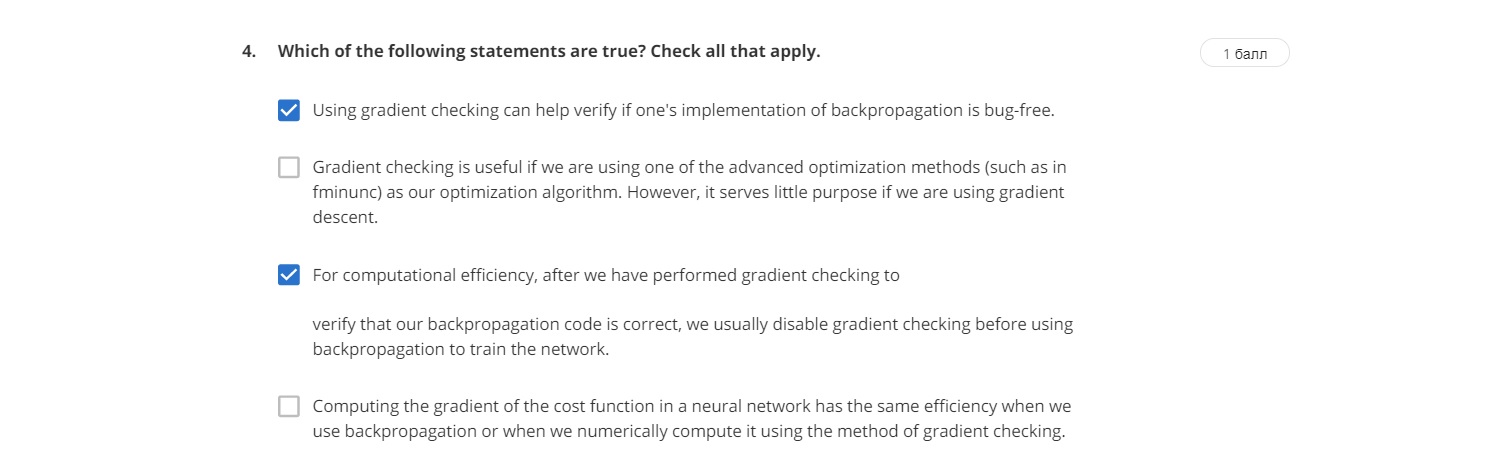 4. Which of the following statements are true? Check all that apply.
1 балл
Using gradient checking can help verify if one's implementation of backpropagation is bug-free.
Gradient checking is useful if we are using one of the advanced optimization methods (such as in
fminunc) as our optimization algorithm. However, it serves little purpose if we are using gradient
descent.
For computational efficiency, after we have performed gradient checking to
verify that our backpropagation code is correct, we usually disable gradient checking before using
backpropagation to train the network.
Computing the gradient of the cost function in a neural network has the same efficiency when we
use backpropagation or when we numerically compute it using the method of gradient checking.